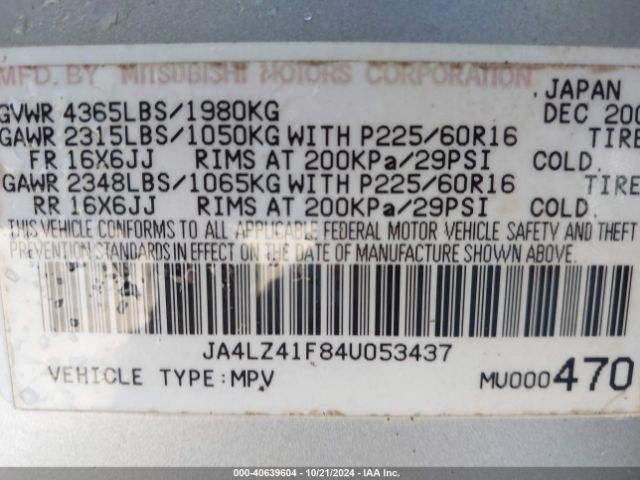 MFD. BY MITSUBISHI MOTORS CORPORATION
JAPAN
GVWR 4365LBS/1980KG DEC 200
GAWR 2315LBS/1050KG WITH P225/60R16 TIRE
FR 16X6JJ RIMS AT 200KPa/29PSI COLD.
GAWR 2348LBS/1065KG WITH P225/60R16 TIRE
RR 16X6JJ RIMS AT 200KPa/29PSI COLD.
THIS VEHICLE CONFORMS TO ALL APPLICABLE FEDERAL MOTOR VEHICLE SAFETY AND THEFT
PREVENTION STANDARDS IN EFFECT ON THE DATE OF MANUFACTURE SHOWN ABOVE.
JA4LZ41F84U053437
VEHICLE TYPE:MPV MU000470
000-40639604 | 10/21/2024 | IAA Inc.